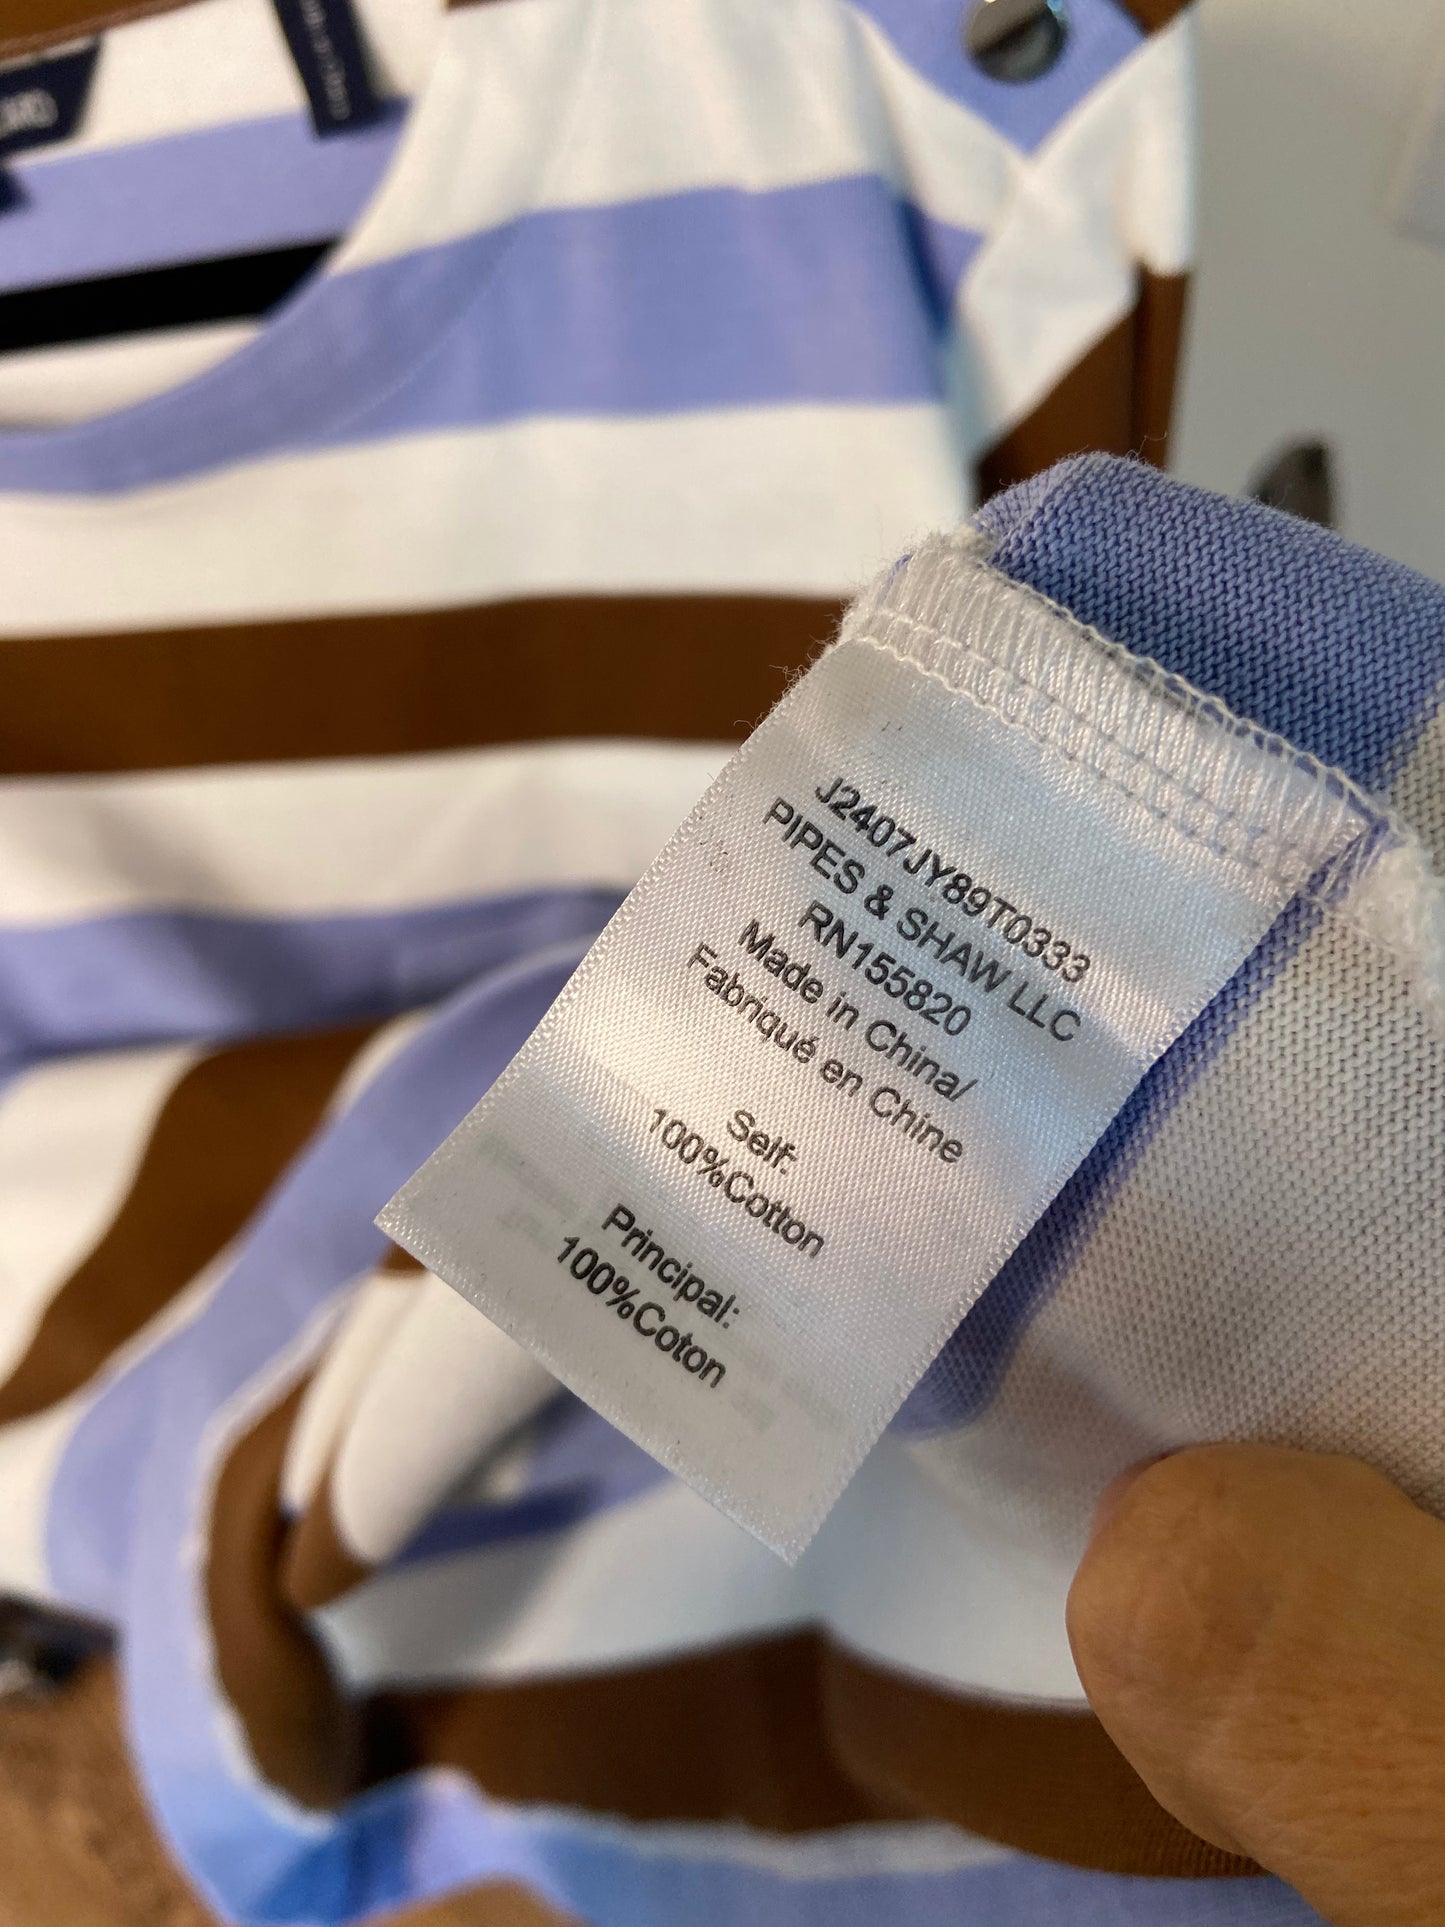 J2407JY89T0333
PIPES & SHAW LLC
RN155820
Made in China/
Fabriqué en Chine
Self:
100%Cotton
Principal:
100%Coton